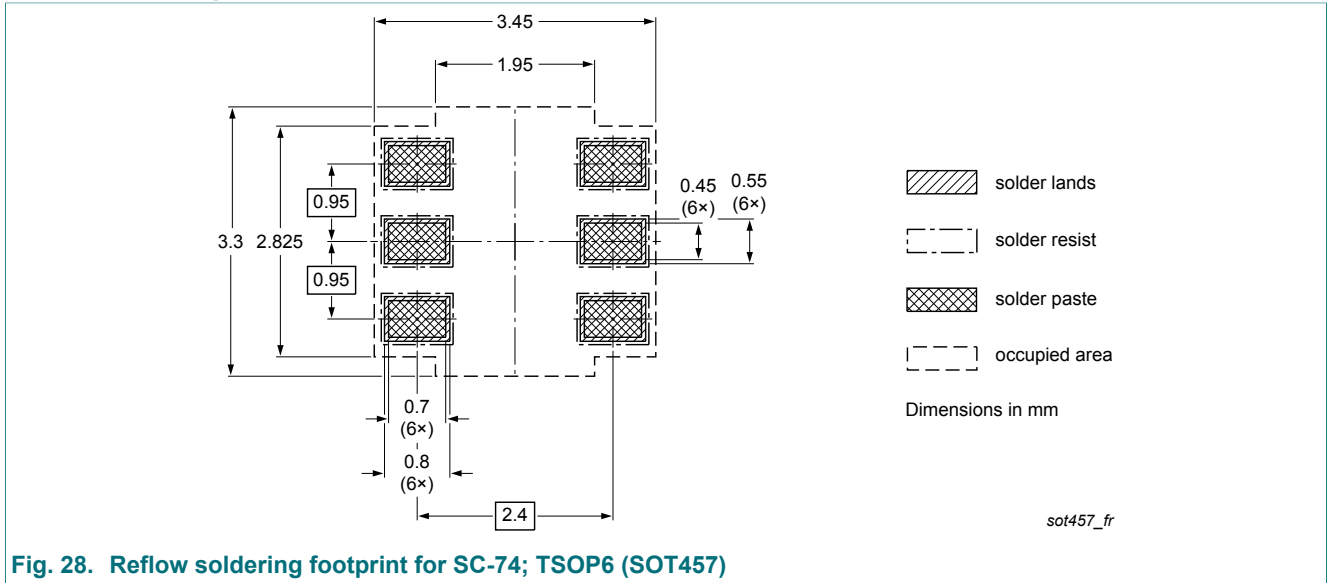 3.45
1.95
0.95
3.3 2.825
0.95
0.45 0.55
(6×) (6×)
0.7
(6×)
0.8
(6×)
2.4
solder lands
solder resist
solder paste
occupied area
Dimensions in mm
sot457_fr
Fig. 28. Reflow soldering footprint for SC-74; TSOP6 (SOT457)